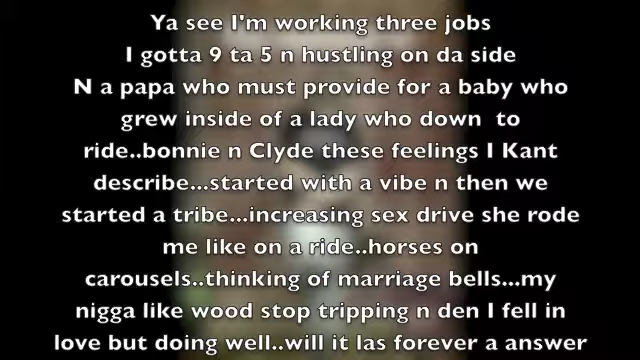 Ya see I'm working three jobs
I gotta 9 ta 5 n hustling on da side
N a papa who must provide for a baby who
grew inside of a lady who down to
ride..bonnie n Clyde these feelings I Kant
describe...started with a vibe n then we
started a tribe...increasing sex drive she rode
me like on a ride..horses on
carousels..thinking of marriage bells...my
nigga like wood stop tripping n den I fell in
love but doing well..will it las forever a answer